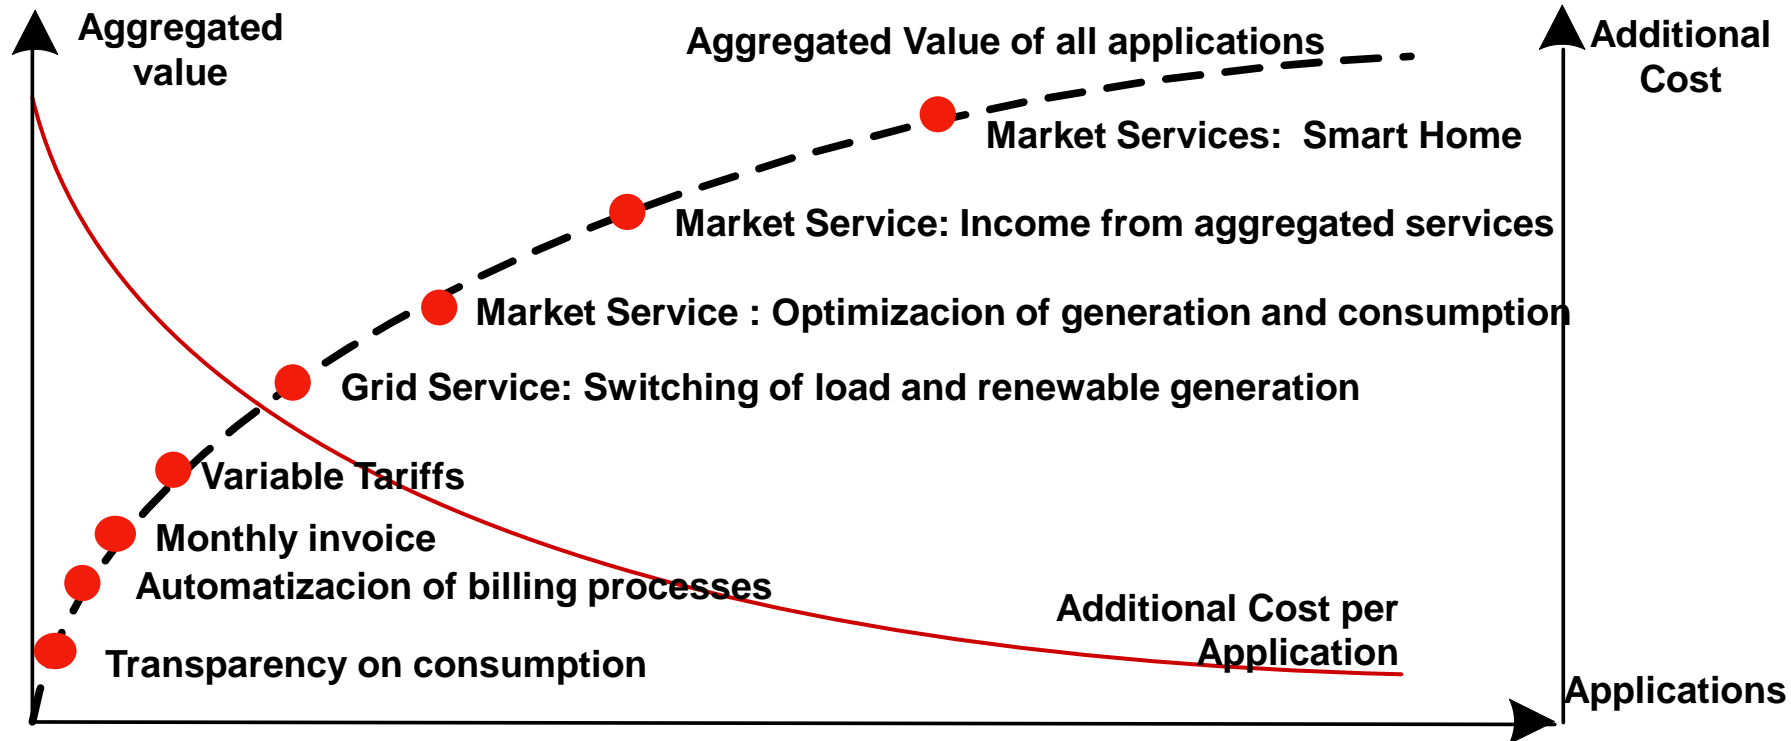 Aggregated
value
Aggregated Value of all applications
Additional
Cost
Market Services:  Smart Home
Market Service: Income from aggregated services
Market Service : Optimizacion of generation and consumption
Grid Service: Switching of load and renewable generation
Variable Tariffs
Monthly invoice
Automatizacion of billing processes
Additional Cost per
Application
Transparency on consumption
Applications